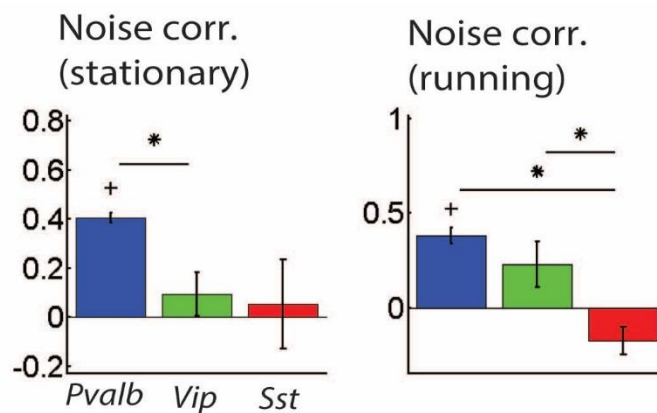 Noise corr.
(stationary)
0.8
0.6
0.4
0.2
0
-0.2
*
+
Pvalb Vip Sst
Noise corr.
(running)
1
0.5
0
*
*
+